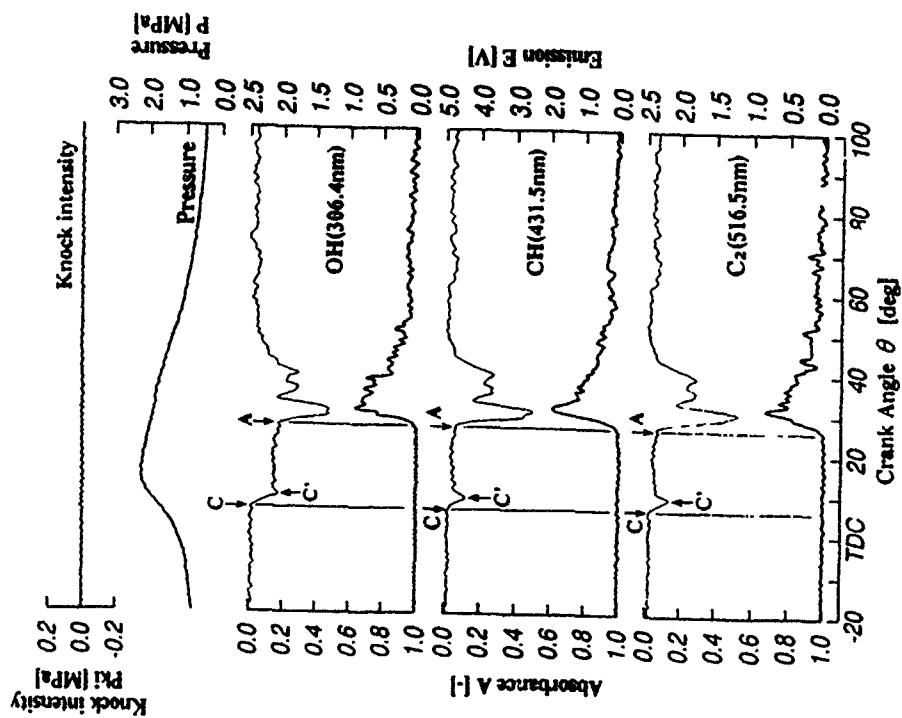 Knock intensity
Pki [MPa]
0.2
0.0
-0.2
Knock intensity
Pressure
P [MPa]
3.0
2.0
1.0
0.0
Pressure
Absorbance A [-]
Emission E [V]
0.0
0.2
0.4
0.6
0.8
1.0
C
C'
A
OH(306.4nm)
2.5
2.0
1.5
1.0
0.5
0.0
0.0
0.2
0.4
0.6
0.8
1.0
C
C'
A
CH(431.5nm)
5.0
4.0
3.0
2.0
1.0
0.0
0.0
0.2
0.4
0.6
0.8
1.0
C
C'
A
C₂(516.5nm)
2.5
2.0
1.5
1.0
0.5
0.0
-20 TDC 20 40 60 80 100
Crank Angle θ [deg]